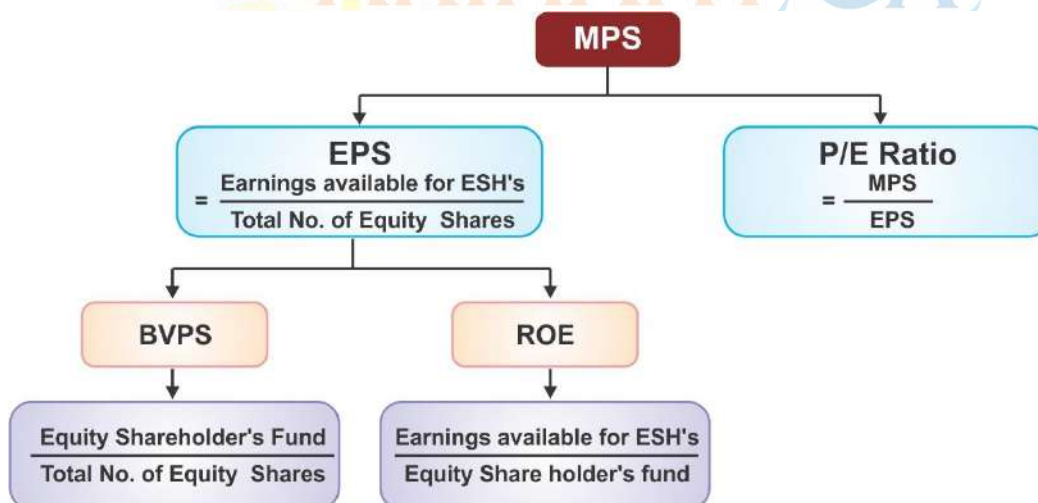 MPS
EPS
= Earnings available for ESH's
Total No. of Equity Shares
P/E Ratio
= MPS
EPS
BVPS
ROE
Equity Shareholder's Fund
Total No. of Equity Shares
Earnings available for ESH's
Equity Share holder's fund